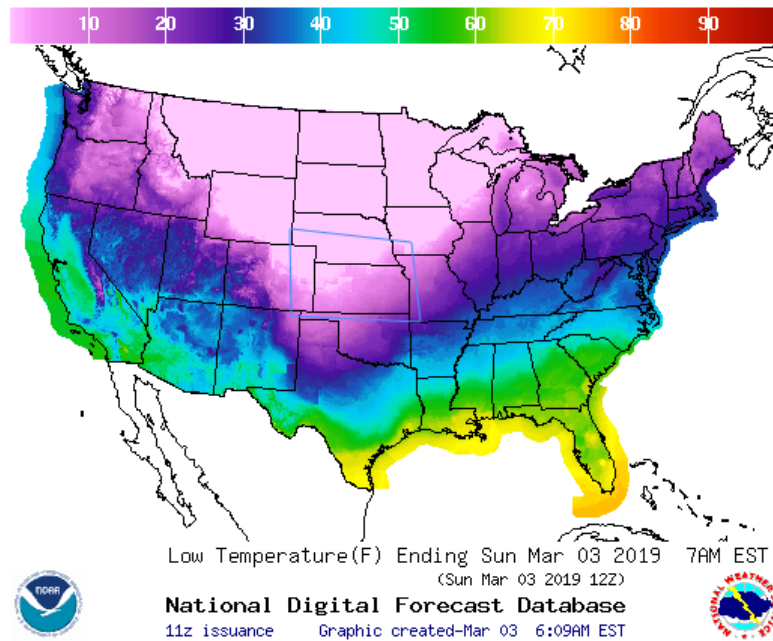 10 20 30 40 50 60 70 80 90
Low Temperature(F) Ending Sun Mar 03 2019 7AM EST
(Sun Mar 03 2019 12Z)
National Digital Forecast Database
11z issuance Graphic created-Mar 03 6:09AM EST
NOAA